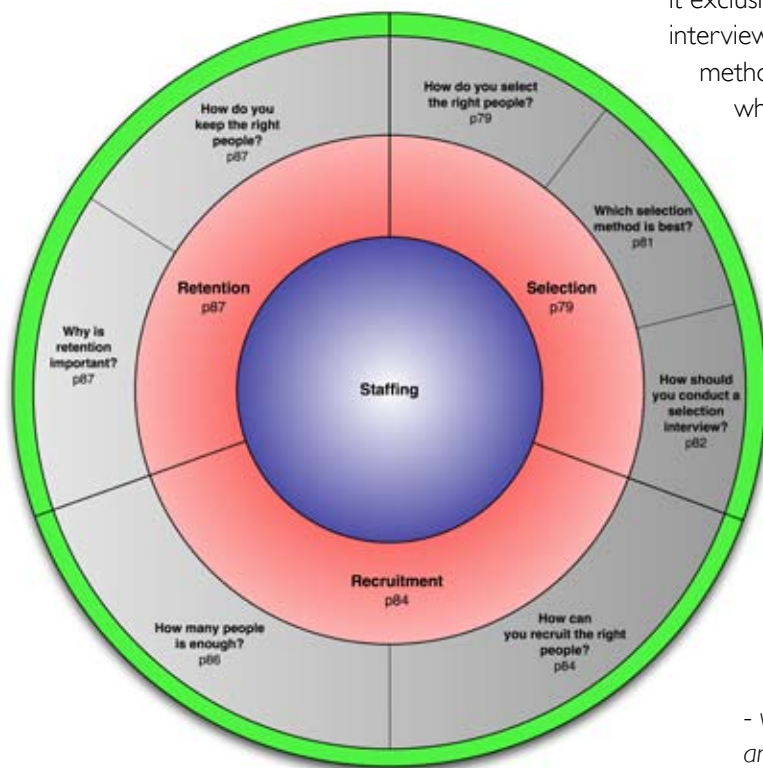 it exclusi
interview
metho
wh
How do you
keep the right
people?
p87
How do you select
the right people?
p79
Which selection
method is best?
p81
Retention
p87
Selection
p79
Why is
retention
important?
p87
Staffing
How should
you conduct a
selection
interview?
p82
Recruitment
p84
How many people
is enough?
p86
How can
you recruit the right
people?
p84
-